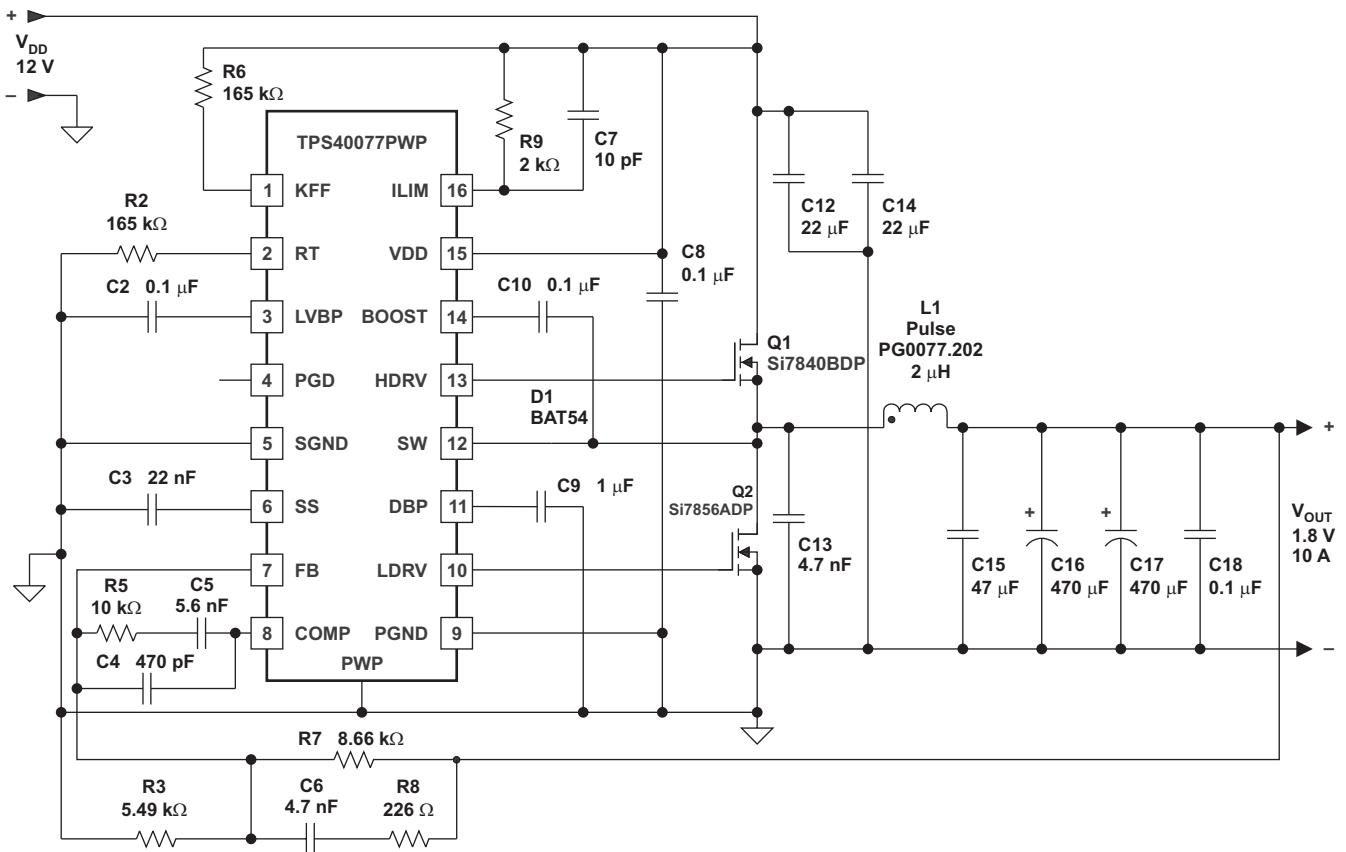 +
V_DD
12 V
−
R6
165 kΩ
TPS40077PWP
R9
2 kΩ
C7
10 pF
1 KFF
ILIM 16
C12
22 μF
C14
22 μF
R2
165 kΩ
2 RT
VDD 15
C8
0.1 μF
C2 0.1 μF
C10 0.1 μF
3 LVBP
BOOST 14
L1
Pulse
PG0077.202
2 μH
Q1
Si7840BDP
4 PGD
HDRV 13
D1
BAT54
5 SGND
SW 12
+
C3 22 nF
C9 1 μF
Q2
Si7856ADP
6 SS
DBP 11
+
+
V_OUT
1.8 V
10 A
C13
4.7 nF
C15
47 μF
C16
470 μF
C17
470 μF
C18
0.1 μF
7 FB
LDRV 10
R5
10 kΩ
C5
5.6 nF
8 COMP
PGND 9
−
C4 470 pF
PWP
R7 8.66 kΩ
R3
5.49 kΩ
C6
4.7 nF
R8
226 Ω